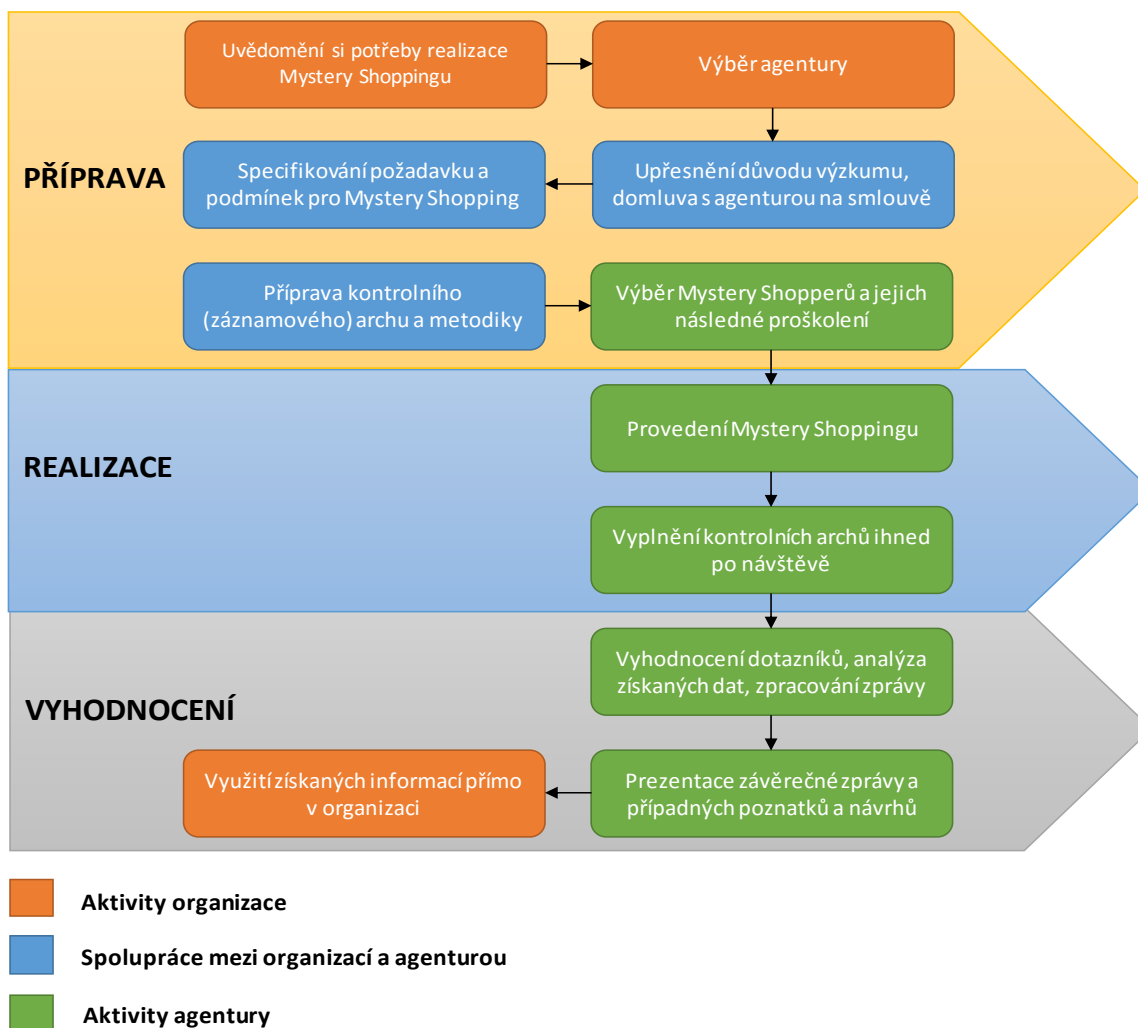 Uvědomění si potřeby realizace
Mystery Shoppingu
Výběr agentury
PŘÍPRAVA
Specifikování požadavku a
podmínek pro Mystery Shopping
Upřesnění důvodu výzkumu,
domluva s agenturou na smlouvě
Příprava kontrolního
(záznamového) archu a metodiky
Výběr Mystery Shopperů a jejich
následné proškolení
REALIZACE
Provedení Mystery Shoppingu
Vyplnění kontrolních archů ihned
po návštěvě
VYHODNOCENÍ
Vyhodnocení dotazníků, analýza
získaných dat, zpracování zprávy
Využití získaných informací přímo
v organizaci
Prezentace závěrečné zprávy a
případných poznatků a návrhů
Aktivity organizace
Spolupráce mezi organizací a agenturou
Aktivity agentury